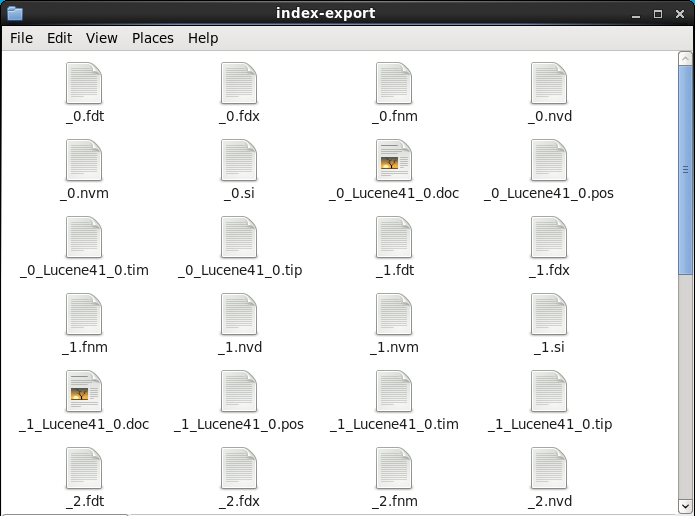 index-export
File Edit View Places Help
_0.fdt _0.fdx _0.fnm _0.nvd
_0.nvm _0.si _0_Lucene41_0.doc _0_Lucene41_0.pos
_0_Lucene41_0.tim _0_Lucene41_0.tip _1.fdt _1.fdx
_1.fnm _1.nvd _1.nvm _1.si
_1_Lucene41_0.doc _1_Lucene41_0.pos _1_Lucene41_0.tim _1_Lucene41_0.tip
_2.fdt _2.fdx _2.fnm _2.nvd